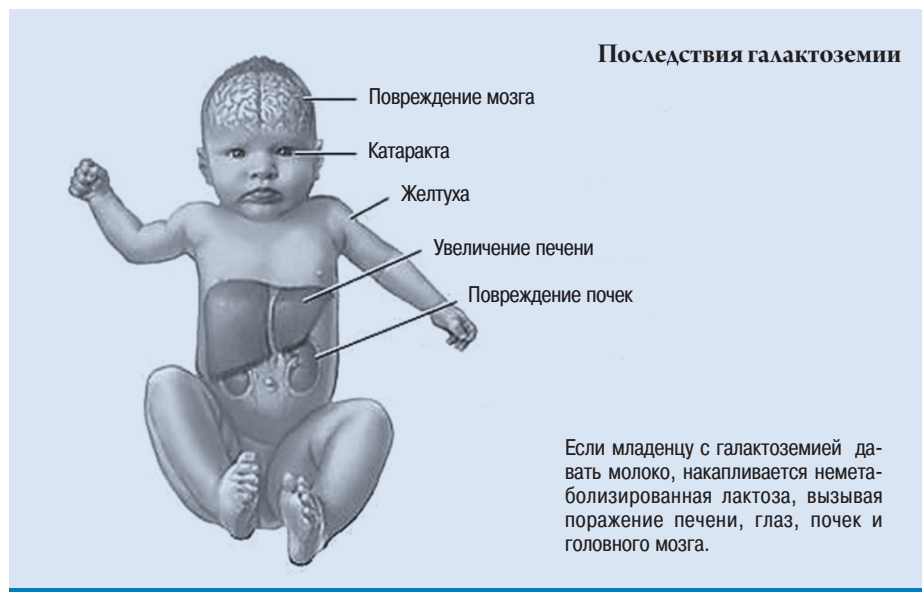 Последствия галактоземии
Повреждение мозга
Катаракта
Желтуха
Увеличение печени
Повреждение почек
Если младенцу с галактоземией да-
вать молоко, накапливается немета-
болизированная лактоза, вызывая
поражение печени, глаз, почек и
головного мозга.